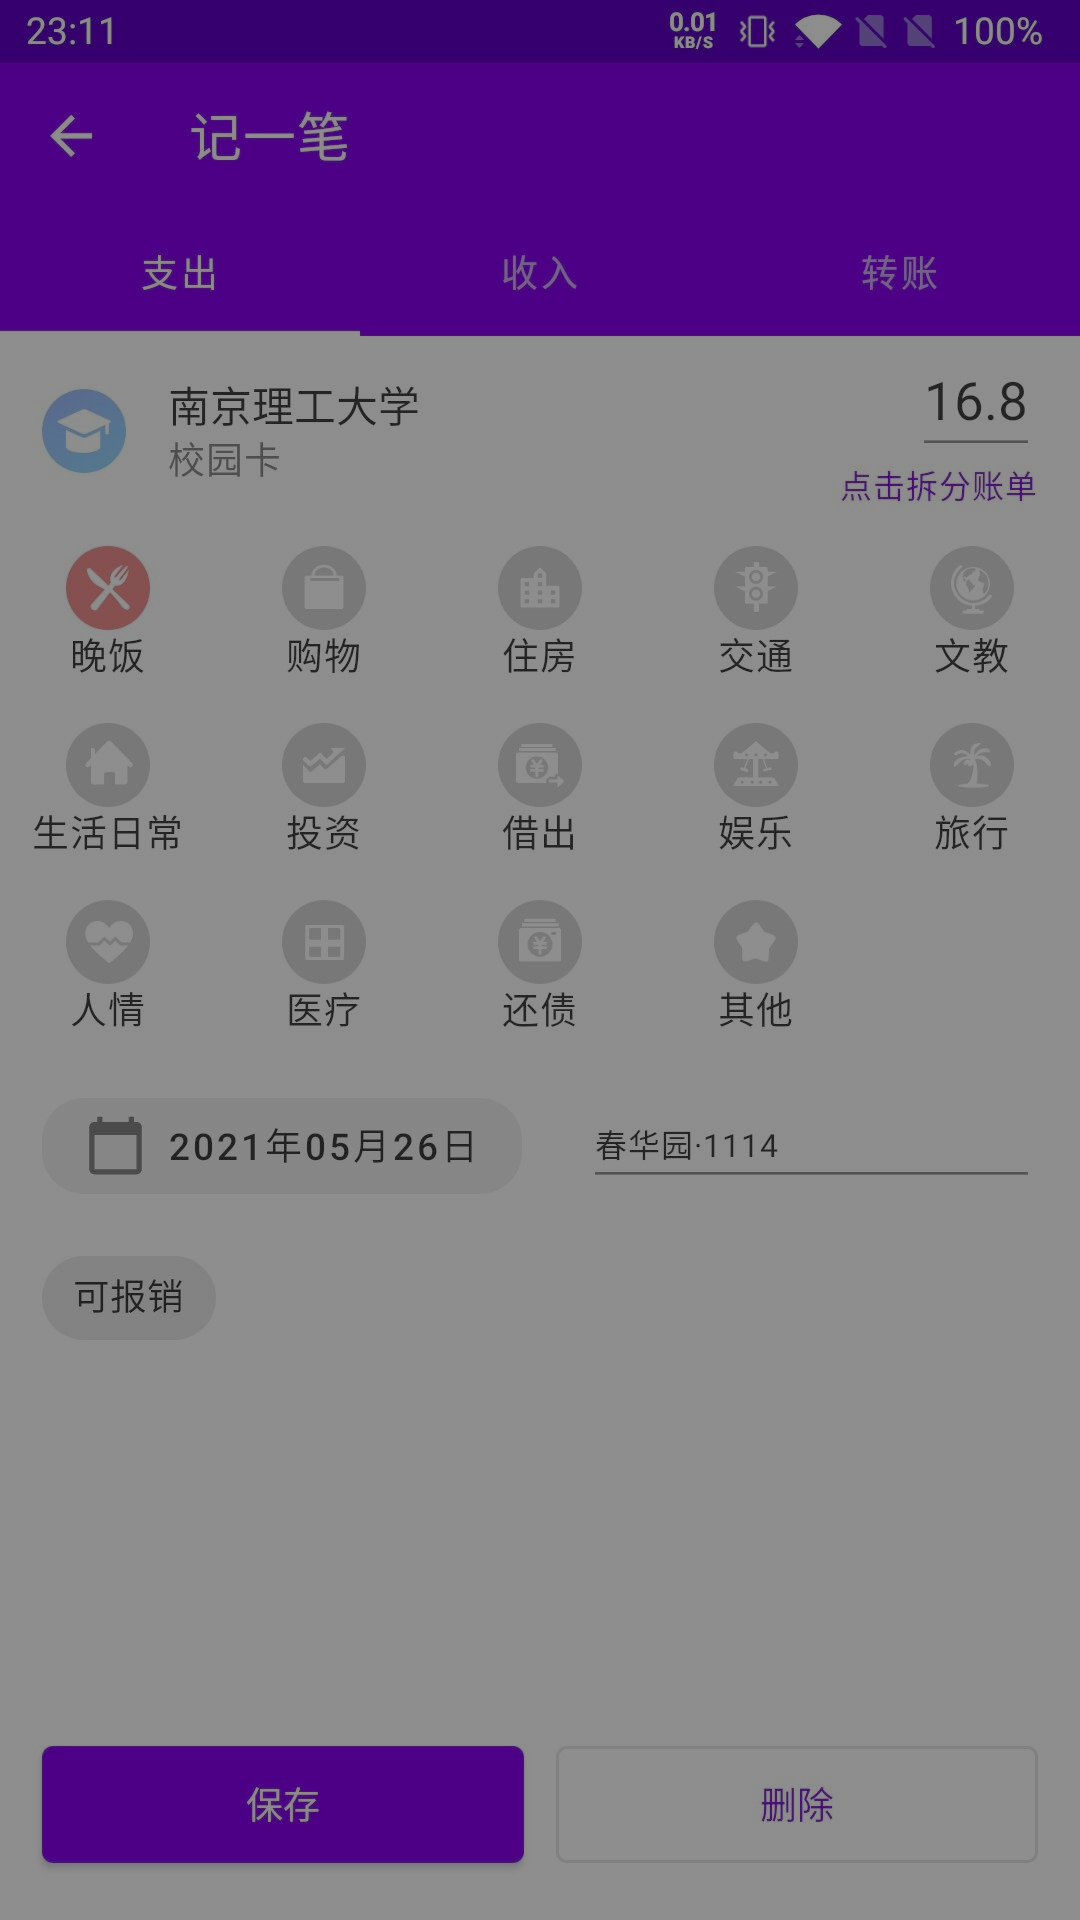 23:11 0.01 KB/S 100%
记一笔
支出 收入 转账
南京理工大学 16.8
校园卡
点击拆分账单
晚饭 购物 住房 交通 文教
生活日常 投资 借出 娱乐 旅行
人情 医疗 还债 其他
2021年05月26日 春华园·1114
可报销
保存 删除